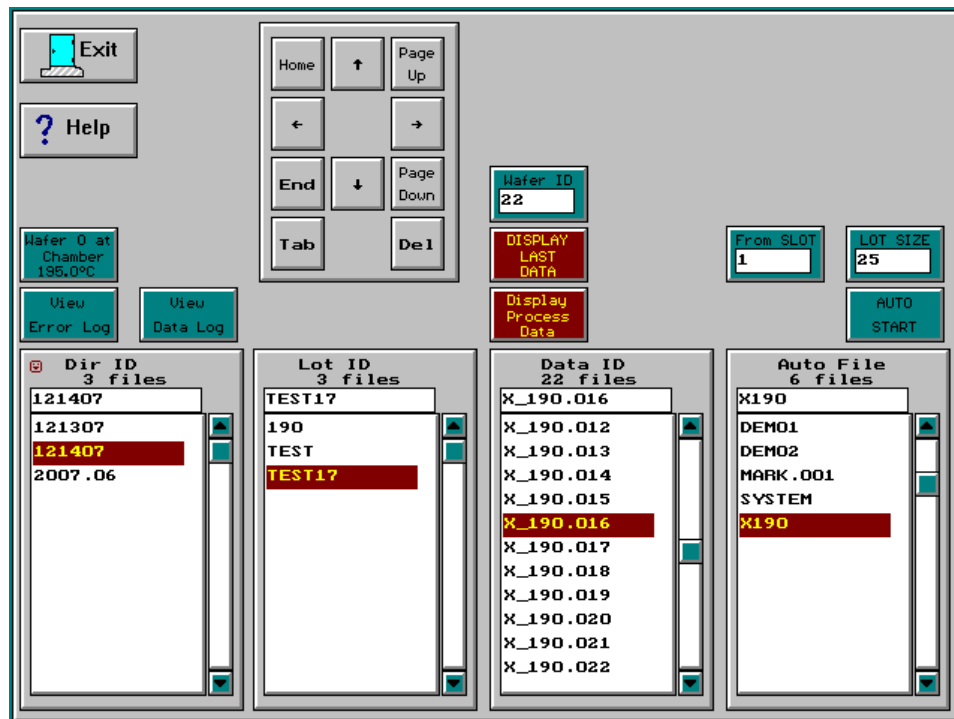 Exit
Help
Home
↑
Page
Up
←
→
End
↓
Page
Down
Tab
Del
Wafer ID
22
Wafer 0 at
Chamber
195.0ºC
DISPLAY
LAST
DATA
From SLOT
1
LOT SIZE
25
View
Error Log
View
Data Log
Display
Process
Data
AUTO
START
Dir ID
3 files
121407
121307
121407
2007.06
Lot ID
3 files
TEST17
190
TEST
TEST17
Data ID
22 files
X_190.016
X_190.012
X_190.013
X_190.014
X_190.015
X_190.016
X_190.017
X_190.018
X_190.019
X_190.020
X_190.021
X_190.022
Auto File
6 files
X190
DEMO1
DEMO2
MARK.001
SYSTEM
X190